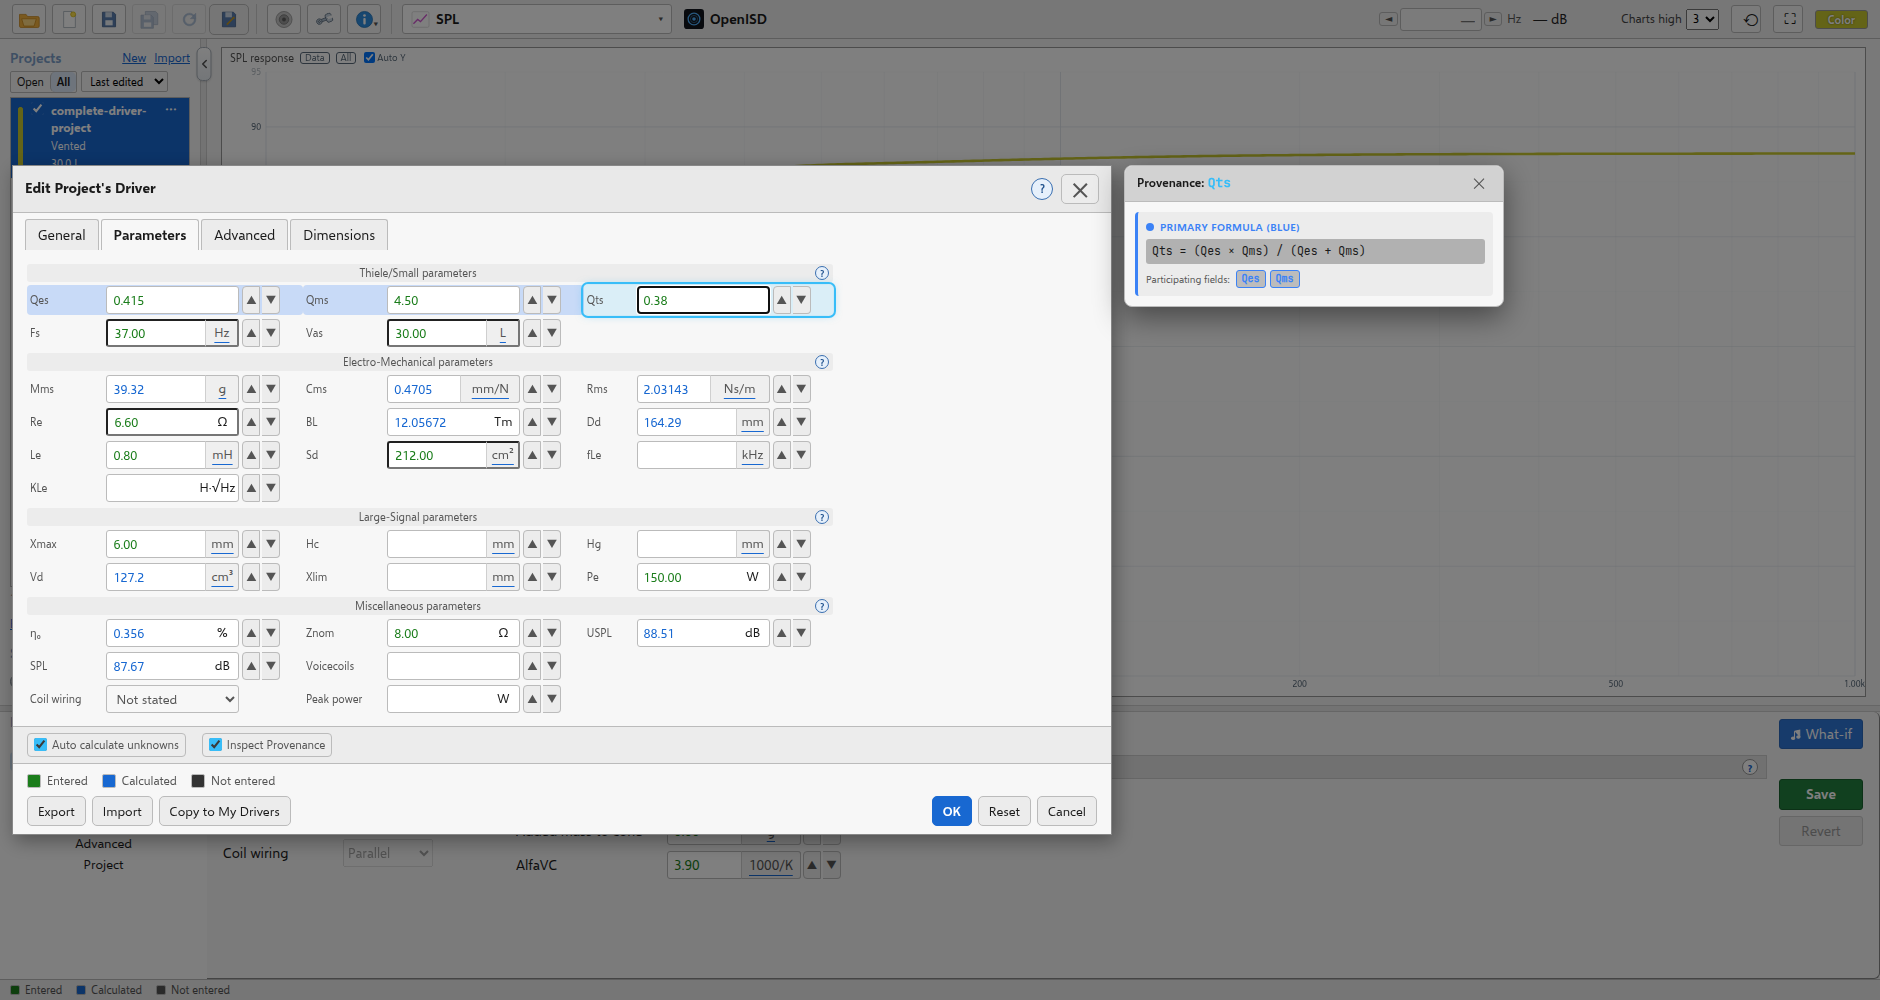 SPL
OpenISD
—
Hz
— dB
Charts high
3
Color
Projects
New
Import
Open
All
Last edited
complete-driver-
project
Vented
SPL response
Data
All
Auto Y
95
90
200
500
1.00k
Edit Project's Driver
?
General
Parameters
Advanced
Dimensions
Thiele/Small parameters
?
Qes 0.415
Qms 4.50
Qts 0.38
Fs 37.00 Hz
Vas 30.00 L
Electro-Mechanical parameters
?
Mms 39.32 g
Cms 0.4705 mm/N
Rms 2.03143 Ns/m
Re 6.60 Ω
BL 12.05672 Tm
Dd 164.29 mm
Le 0.80 mH
Sd 212.00 cm²
fLe kHz
KLe H·√Hz
Large-Signal parameters
?
Xmax 6.00 mm
Hc mm
Hg mm
Vd 127.2 cm³
Xlim mm
Pe 150.00 W
Miscellaneous parameters
?
ηₒ 0.356 %
Znom 8.00 Ω
USPL 88.51 dB
SPL 87.67 dB
Voicecoils
Coil wiring Not stated
Peak power W
Auto calculate unknowns
Inspect Provenance
Entered
Calculated
Not entered
Export
Import
Copy to My Drivers
OK
Reset
Cancel
Provenance: Qts
PRIMARY FORMULA (BLUE)
Qts = (Qes × Qms) / (Qes + Qms)
Participating fields: Qes Qms
What-if
?
Save
Revert
Advanced
Project
Coil wiring Parallel
AlfaVC 3.90 1000/K
Entered
Calculated
Not entered